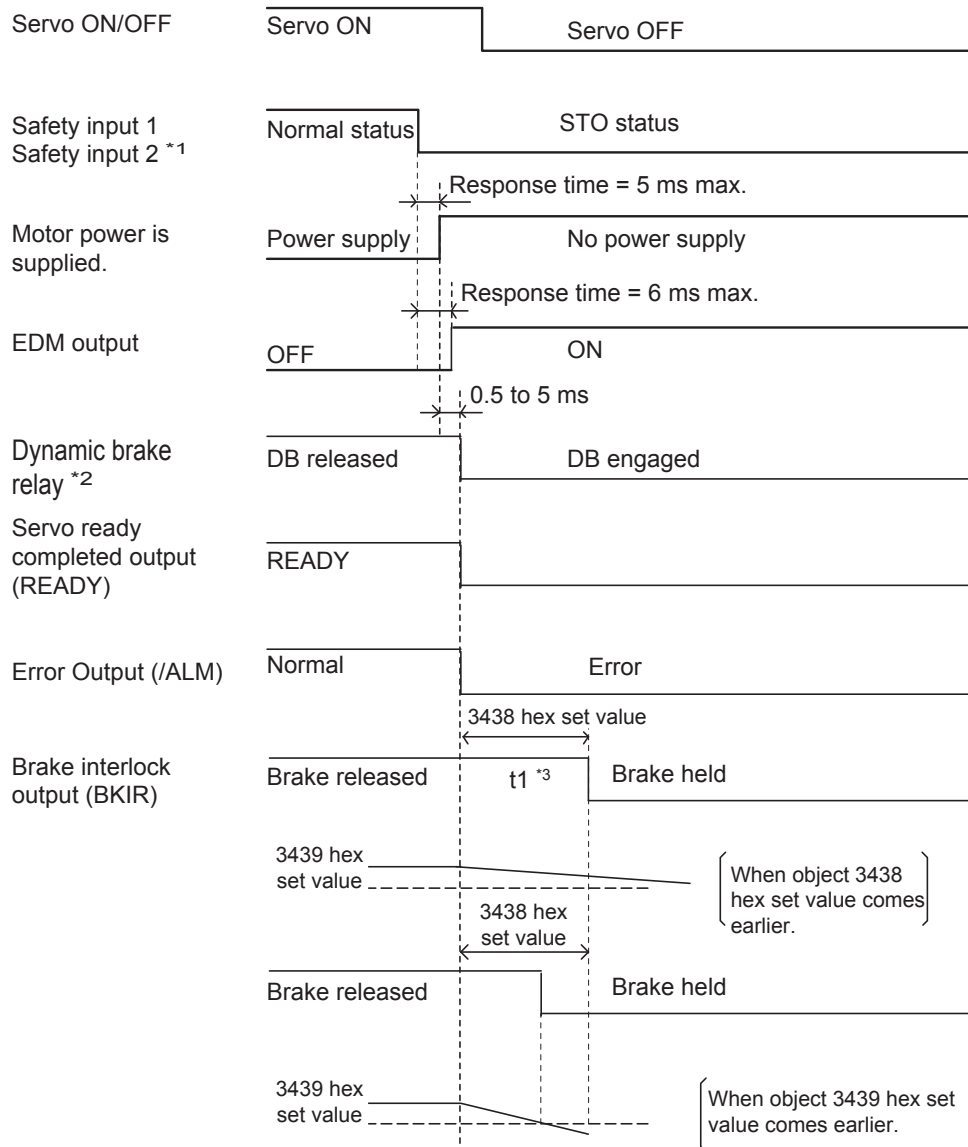 Servo ON/OFF
Servo ON
Servo OFF
Safety input 1
Safety input 2 *1
Normal status
STO status
Response time = 5 ms max.
Motor power is
supplied.
Power supply
No power supply
Response time = 6 ms max.
EDM output
OFF
ON
0.5 to 5 ms
Dynamic brake
relay *2
DB released
DB engaged
Servo ready
completed output
(READY)
READY
Error Output (/ALM)
Normal
Error
3438 hex set value
Brake interlock
output (BKIR)
Brake released
t1 *3
Brake held
3439 hex
set value
When object 3438
hex set value comes
earlier.
3438 hex
set value
Brake released
Brake held
3439 hex
set value
When object 3439 hex set
value comes earlier.